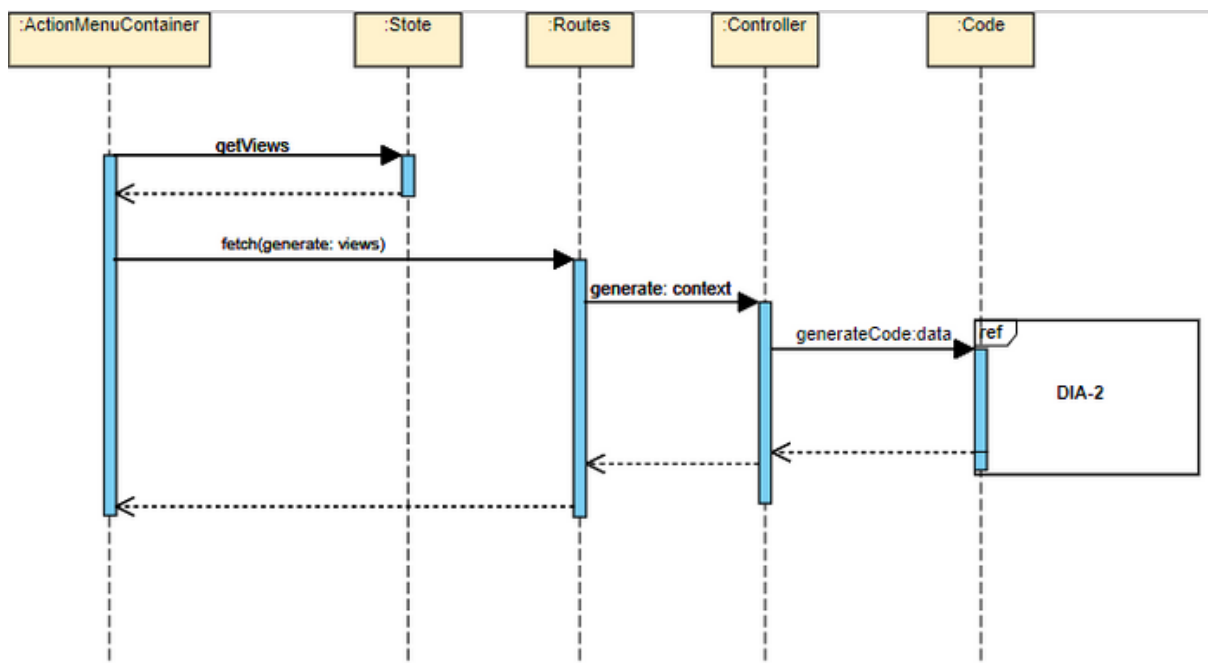 :ActionMenuContainer
:Stote
:Routes
:Controller
:Code
getViews
fetch(generate: views)
generate: context
generateCode:data
ref
DIA-2